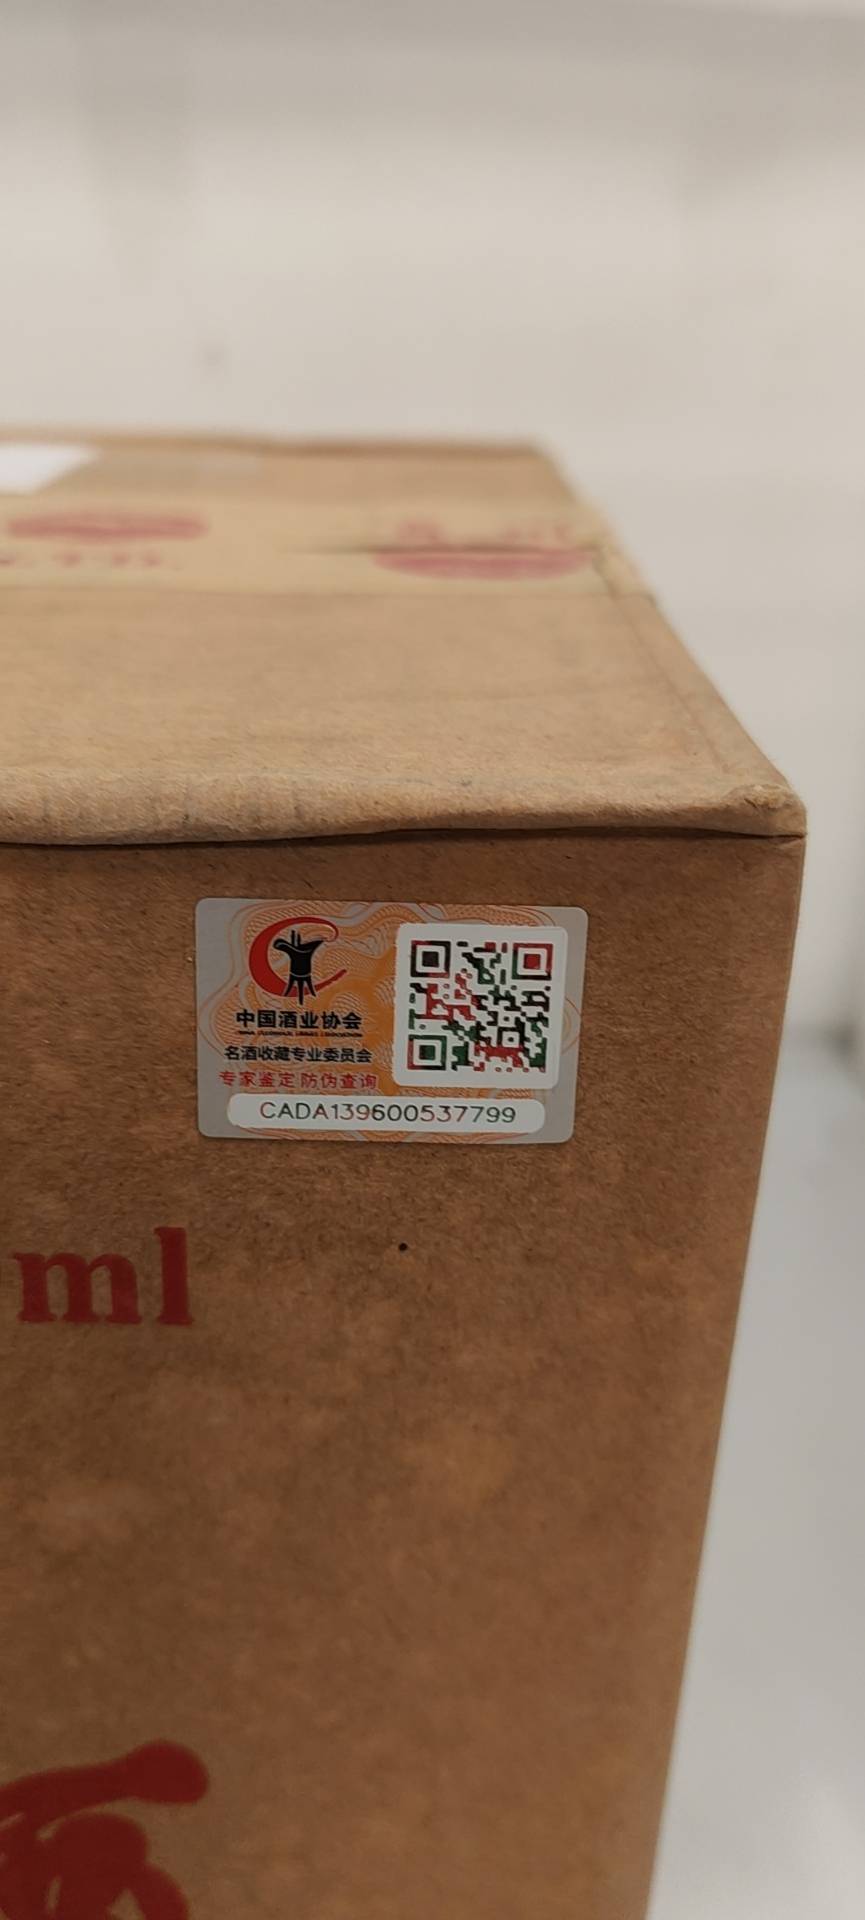 中国酒业协会
名酒收藏专业委员会
专家鉴定 防伪查询
CADA139600537799
ml